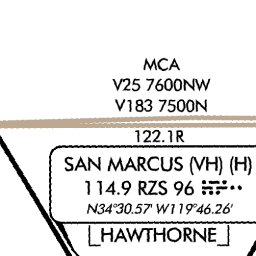 MCA
V25 7600NW
V183 7500N
122.1R
SAN MARCUS (VH) (H)
114.9 RZS 96
N34°30.57' W119°46.26'
HAWTHORNE